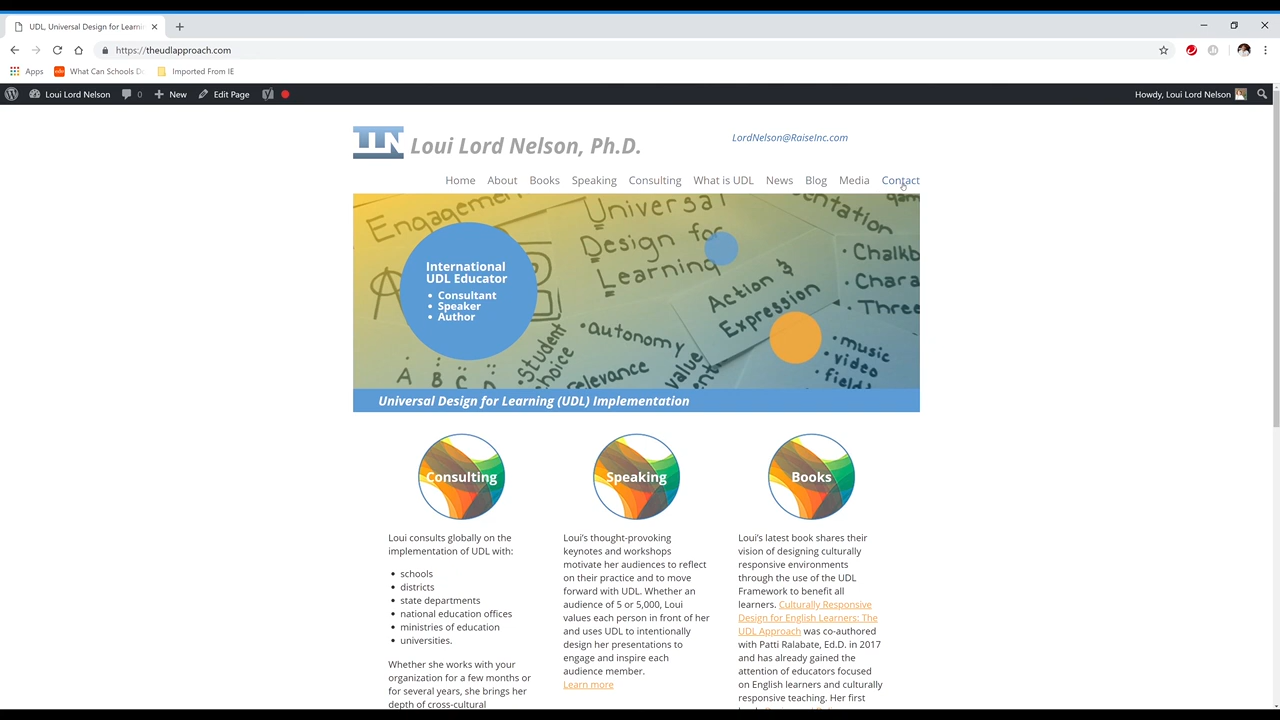 UDL, Universal Design for Learni
https://theudlapproach.com
Apps
What Can Schools Do
Imported From IE
Loui Lord Nelson
0
New
Edit Page
Howdy, Loui Lord Nelson
LLN
Loui Lord Nelson, Ph.D.
LordNelson@RaiseInc.com
Home
About
Books
Speaking
Consulting
What is UDL
News
Blog
Media
Contact
Engagement
Universal
Design for
Learning
International
UDL Educator
• Consultant
• Speaker
• Author
Action &
Expression
• Chalkb
• Chara
• Three
• autonomy
Student
choice
relevance
value
• music
• video
• field
A B C D
Universal Design for Learning (UDL) Implementation
Consulting
Loui consults globally on the
implementation of UDL with:
• schools
• districts
• state departments
• national education offices
• ministries of education
• universities.
Whether she works with your
organization for a few months or
for several years, she brings her
depth of cross-cultural
Speaking
Loui’s thought-provoking
keynotes and workshops
motivate her audiences to reflect
on their practice and to move
forward with UDL. Whether an
audience of 5 or 5,000, Loui
values each person in front of her
and uses UDL to intentionally
design her presentations to
engage and inspire each
audience member.
Learn more
Books
Loui’s latest book shares their
vision of designing culturally
responsive environments
through the use of the UDL
Framework to benefit all
learners. Culturally Responsive
Design for English Learners: The
UDL Approach was co-authored
with Patti Ralabate, Ed.D. in 2017
and has already gained the
attention of educators focused
on English learners and culturally
responsive teaching. Her first